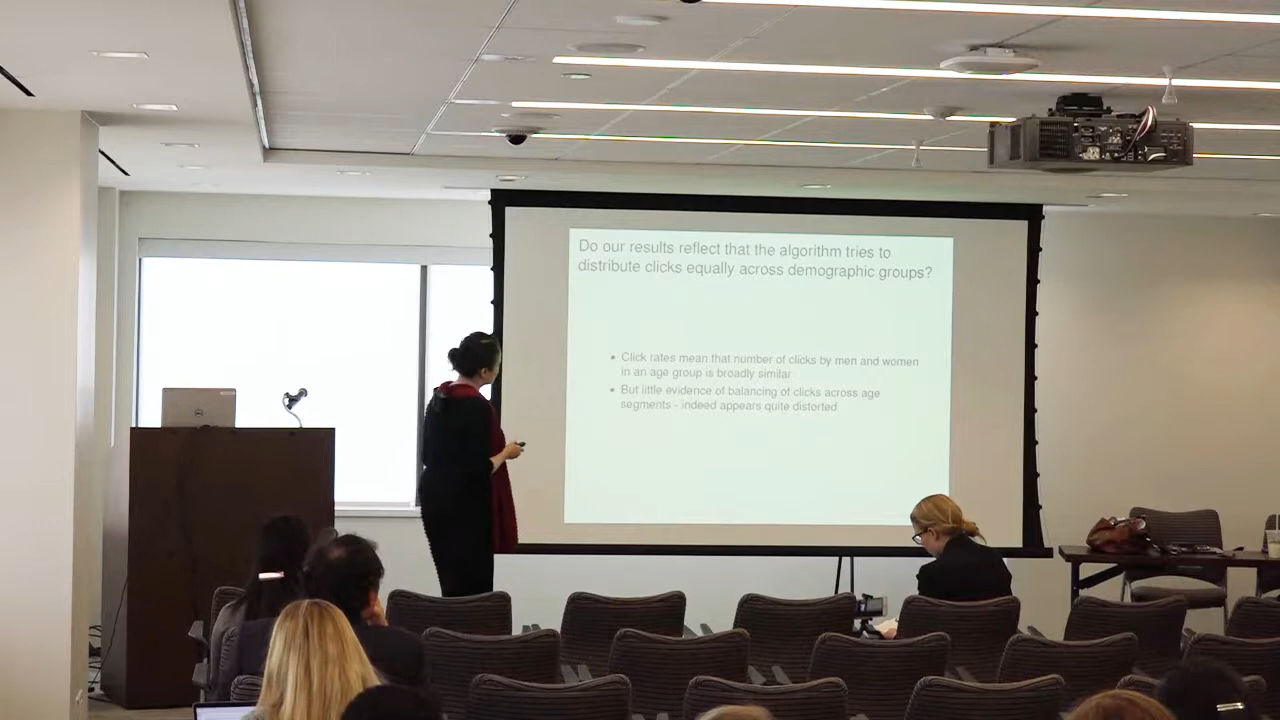 Do our results reflect that the algorithm tries to
distribute clicks equally across demographic groups?
• Click rates mean that number of clicks by men and women
in an age group is broadly similar
• But little evidence of balancing of clicks across age
segments - indeed appears quite distorted